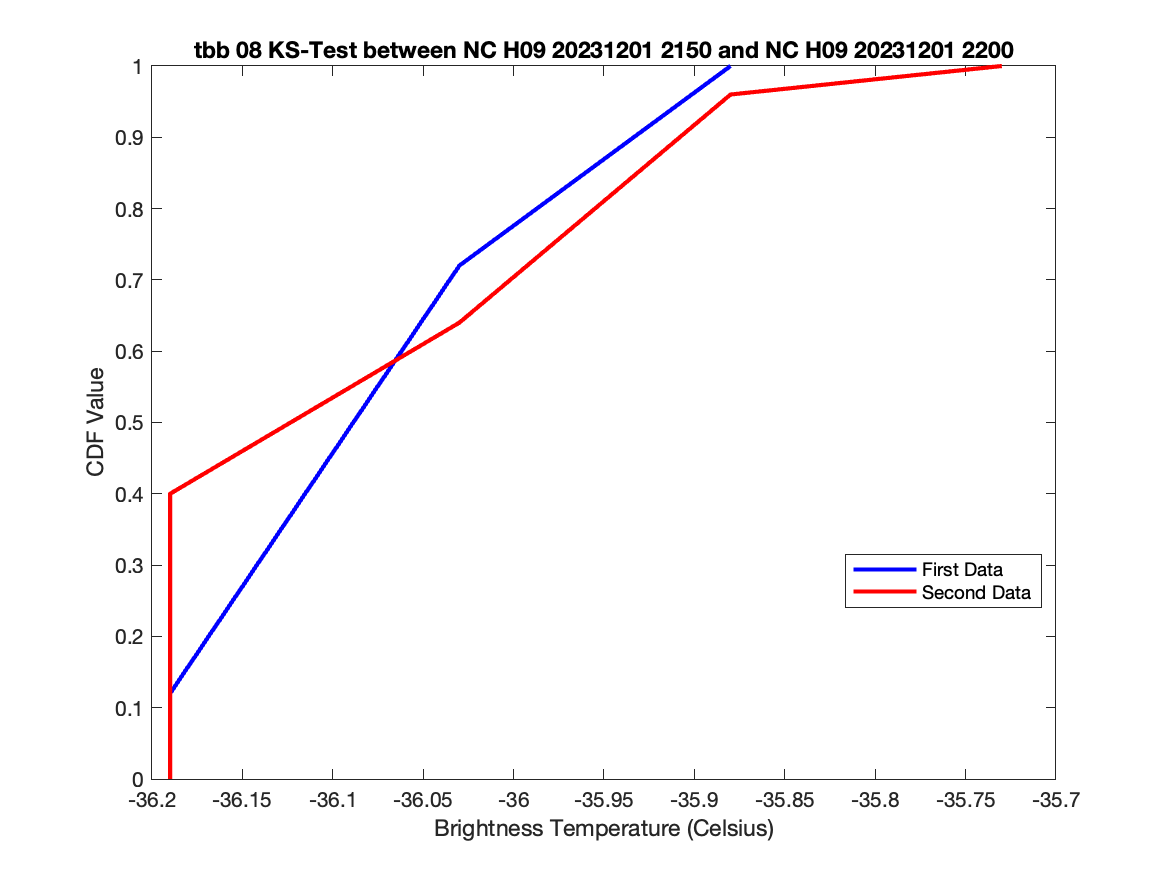 tbb 08 KS-Test between NC H09 20231201 2150 and NC H09 20231201 2200
1
0.9
0.8
0.7
0.6
0.5
0.4
0.3
0.2
0.1
0
CDF Value
First Data
Second Data
-36.2 -36.15 -36.1 -36.05 -36 -35.95 -35.9 -35.85 -35.8 -35.75 -35.7
Brightness Temperature (Celsius)